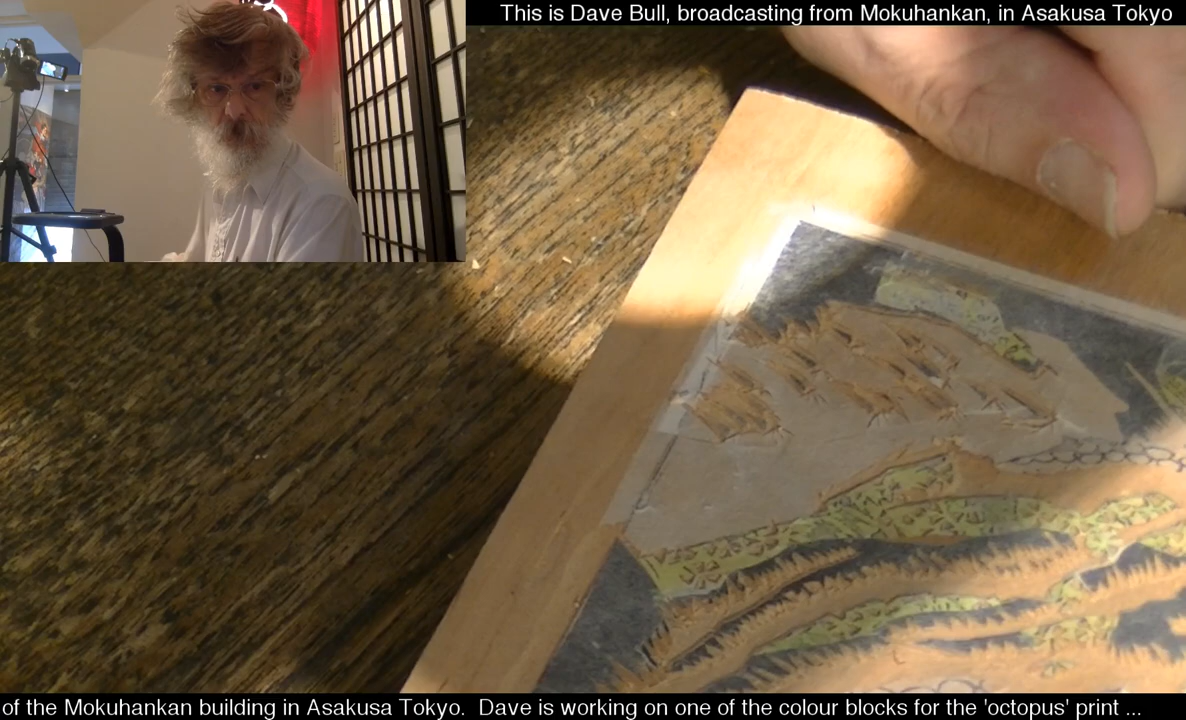 This is Dave Bull, broadcasting from Mokuhankan, in Asakusa Tokyo
of the Mokuhankan building in Asakusa Tokyo. Dave is working on one of the colour blocks for the 'octopus' print ...